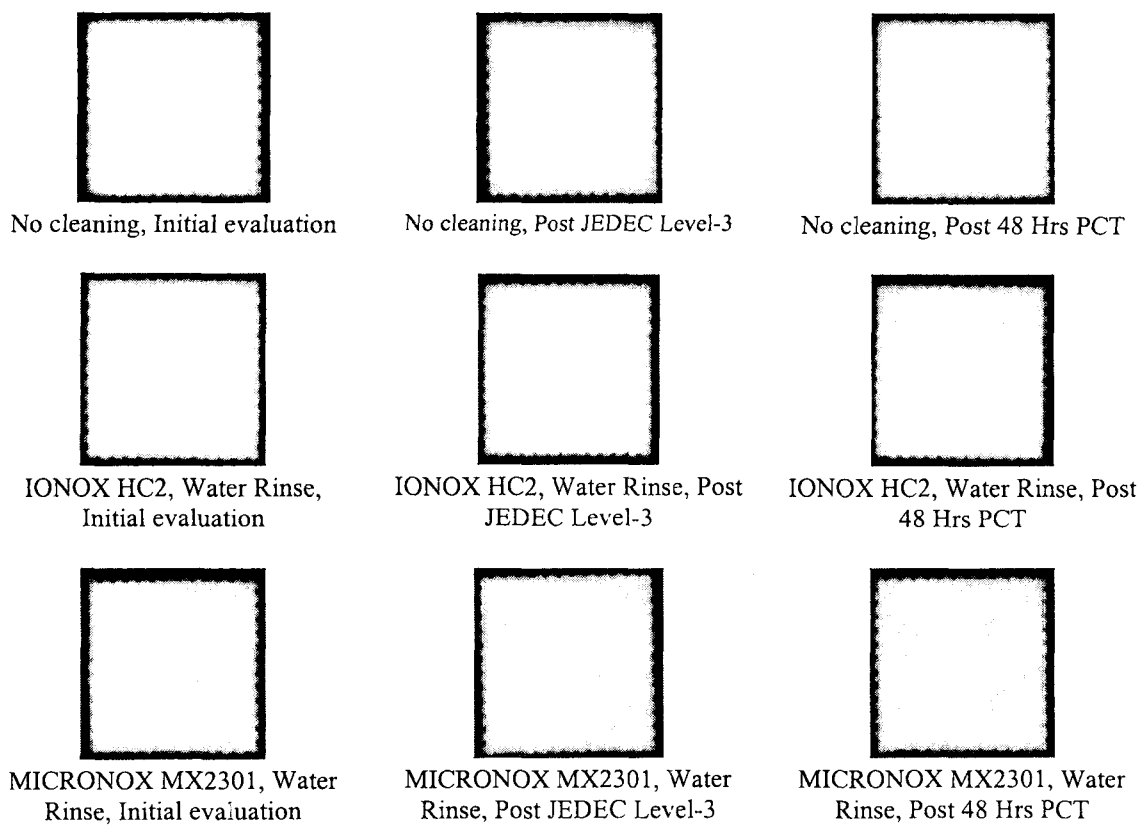 No cleaning, Initial evaluation
No cleaning, Post JEDEC Level-3
No cleaning, Post 48 Hrs PCT
IONOX HC2, Water Rinse,
Initial evaluation
IONOX HC2, Water Rinse, Post
JEDEC Level-3
IONOX HC2, Water Rinse, Post
48 Hrs PCT
MICRONOX MX2301, Water
Rinse, Initial evaluation
MICRONOX MX2301, Water
Rinse, Post JEDEC Level-3
MICRONOX MX2301, Water
Rinse, Post 48 Hrs PCT